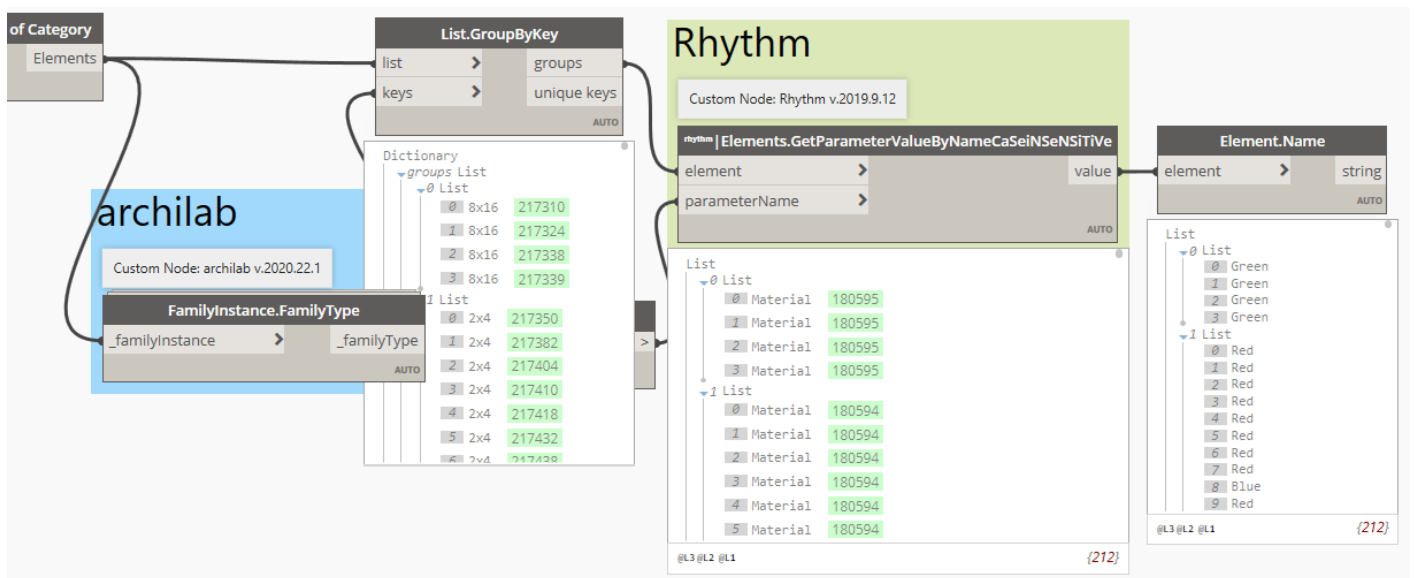 of Category
Elements
List.GroupByKey
list > groups
keys > unique keys
AUTO
Dictionary
groups List
0 List
0 8x16 217310
1 8x16 217324
2 8x16 217338
3 8x16 217339
1 List
0 2x4 217350
1 2x4 217382
2 2x4 217404
3 2x4 217410
4 2x4 217418
5 2x4 217432
6 2x4 217438
archilab
Custom Node: archilab v.2020.22.1
FamilyInstance.FamilyType
_familyInstance > _familyType
AUTO
>
Rhythm
Custom Node: Rhythm v.2019.9.12
rhythm|Elements.GetParameterValueByNameCaSeiNSeNSiTiVe
element > value
parameterName >
AUTO
List
0 List
0 Material 180595
1 Material 180595
2 Material 180595
3 Material 180595
1 List
0 Material 180594
1 Material 180594
2 Material 180594
3 Material 180594
4 Material 180594
5 Material 180594
@L3 @L2 @L1 {212}
Element.Name
element > string
AUTO
List
0 List
0 Green
1 Green
2 Green
3 Green
1 List
0 Red
1 Red
2 Red
3 Red
4 Red
5 Red
6 Red
7 Red
8 Blue
9 Red
@L3 @L2 @L1 {212}